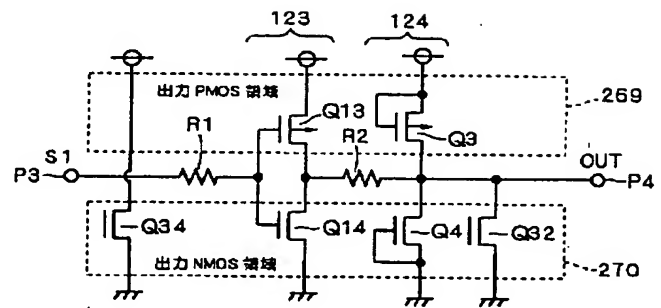 123 124
出力 PMOS 領域
269
Q13
Q3
R1
R2
S1
OUT
P3
P4
Q34
Q14
Q4
Q32
出力 NMOS 領域
270